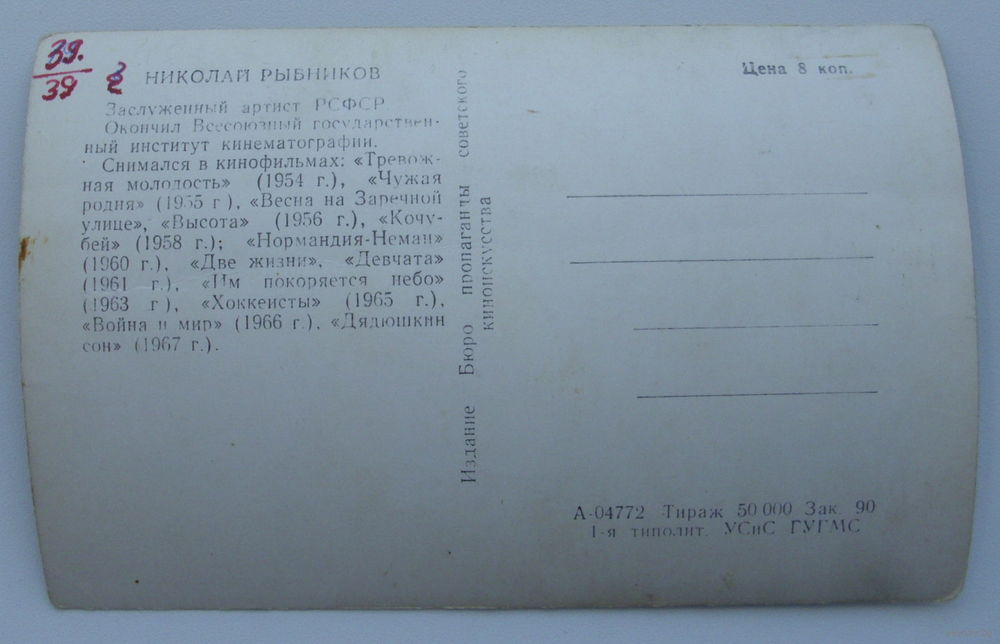 39.
39
НИКОЛАЙ РЫБНИКОВ
Заслуженный артист РСФСР.
Окончил Всесоюзный государствен-
ный институт кинематографии.
Снимался в кинофильмах: «Тревож-
ная молодость» (1954 г.), «Чужая
родня» (1955 г), «Весна на Заречной
улице», «Высота» (1956 г.), «Кочу-
бей» (1958 г.); «Нормандия-Неман»
(1960 г.), «Две жизни», «Девчата»
(1961 г.), «Им покоряется небо»
(1963 г), «Хоккеисты» (1965 г.),
«Война и мир» (1966 г.), «Дядюшкин
сон» (1967 г.).
Издание Бюро пропаганды советского
киноискусства
Цена 8 коп.
А-04772 Тираж 50 000 Зак. 90
1-я типолит. УСиС ГУГМС